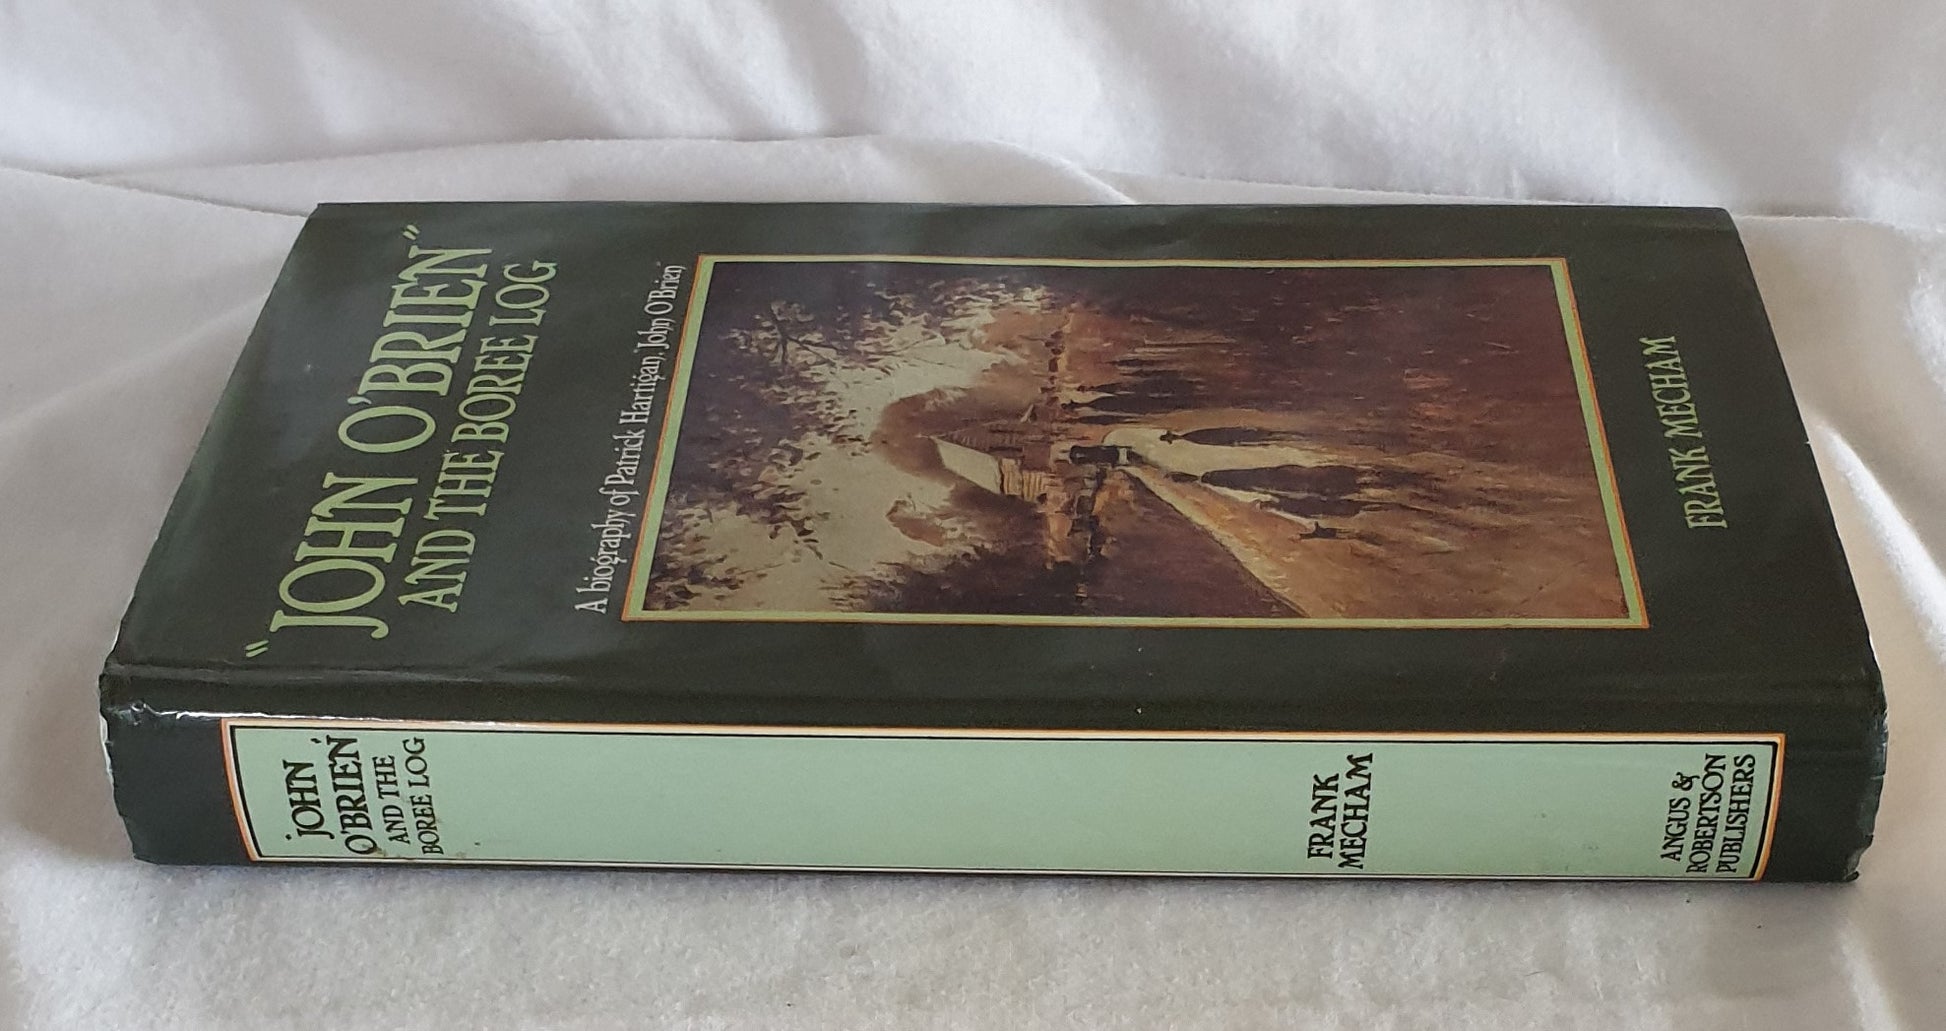 "JOHN O'BRIEN"
AND THE BOREE LOG
A biography of Patrick Hartigan, 'John O'Brien'
FRANK MECHAM
'JOHN
O'BRIEN'
AND THE
BOREE LOG
FRANK
MECHAM
ANGUS &
ROBERTSON
PUBLISHERS